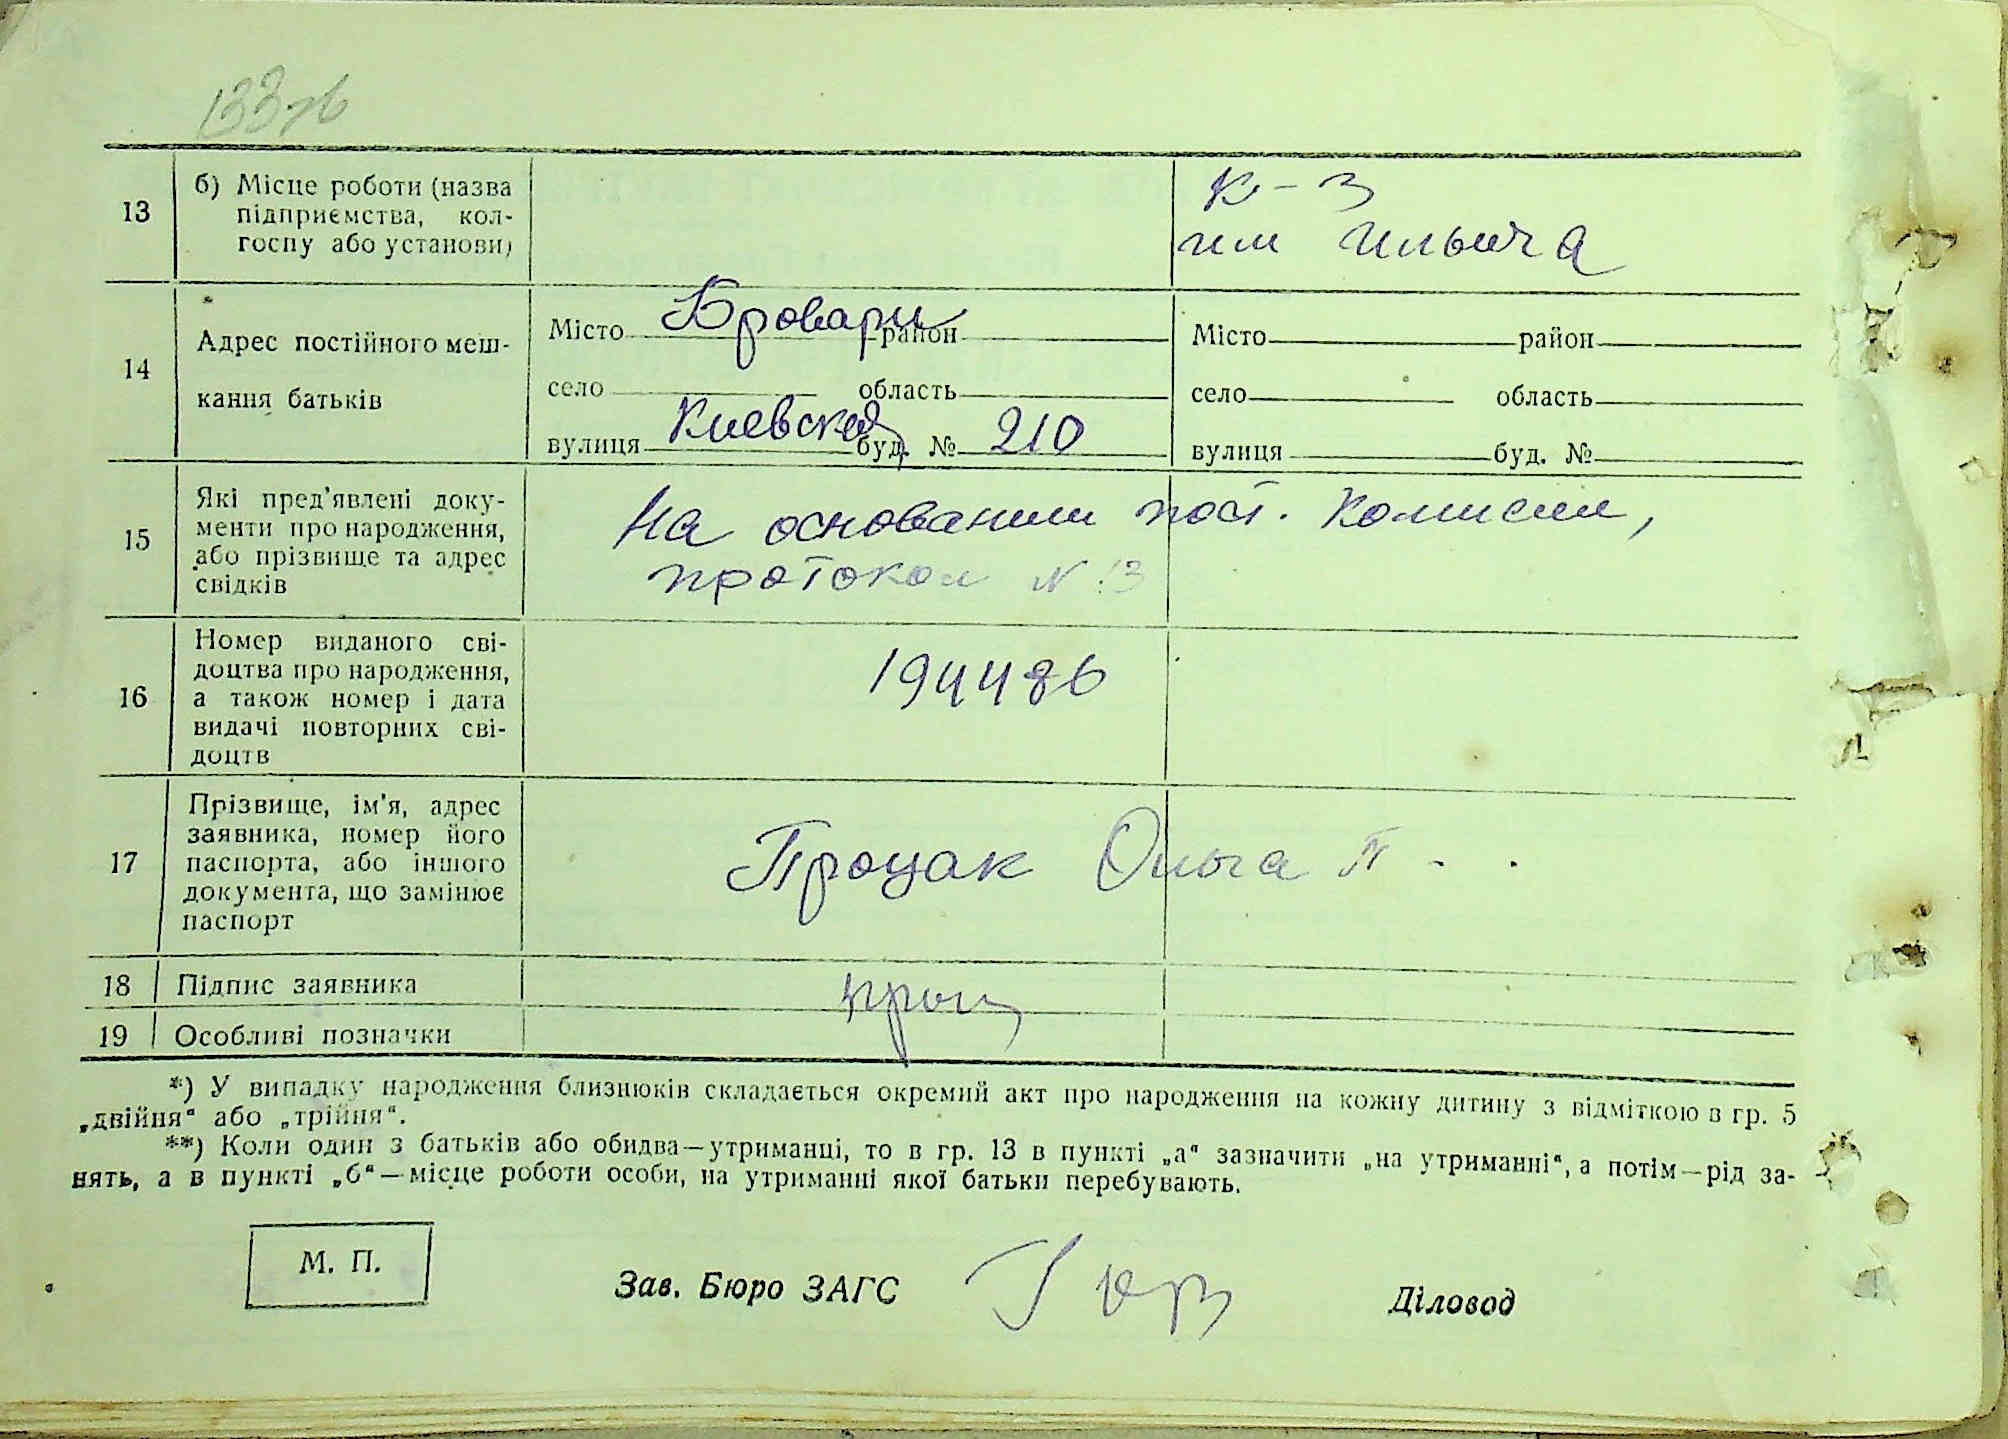 133
13
б) Місце роботи (назва
підприємства, кол-
госпу або установи)
К-З
им Ильича
14
Адрес постійного меш-
кання батьків
Місто Бровары район
село область
вулиця Киевская буд. № 210
Місто район
село область
вулиця буд. №
15
Які пред'явлені доку-
менти про народження,
або прізвище та адрес
свідків
На основании пост. Комисии,
протокол N 13
16
Номер виданого сві-
доцтва про народження,
а також номер і дата
видачі повторних сві-
доцтв
194486
17
Прізвище, ім'я, адрес
заявника, номер його
паспорта, або іншого
документа, що замінює
паспорт
Процак Ольга П - .
18
Підпис заявника
Проц
19
Особливі позначки
*) У випадку народження близнюків складається окремий акт про народження на кожну дитину з відміткою в гр. 5
„двійня“ або „трійня“.
**) Коли один з батьків або обидва—утриманці, то в гр. 13 в пункті „а“ зазначити „на утриманні“, а потім—рід за-
нять, а в пункті „б“—місце роботи особи, на утриманні якої батьки перебувають.
М. П.
Зав. Бюро ЗАГС
Діловод